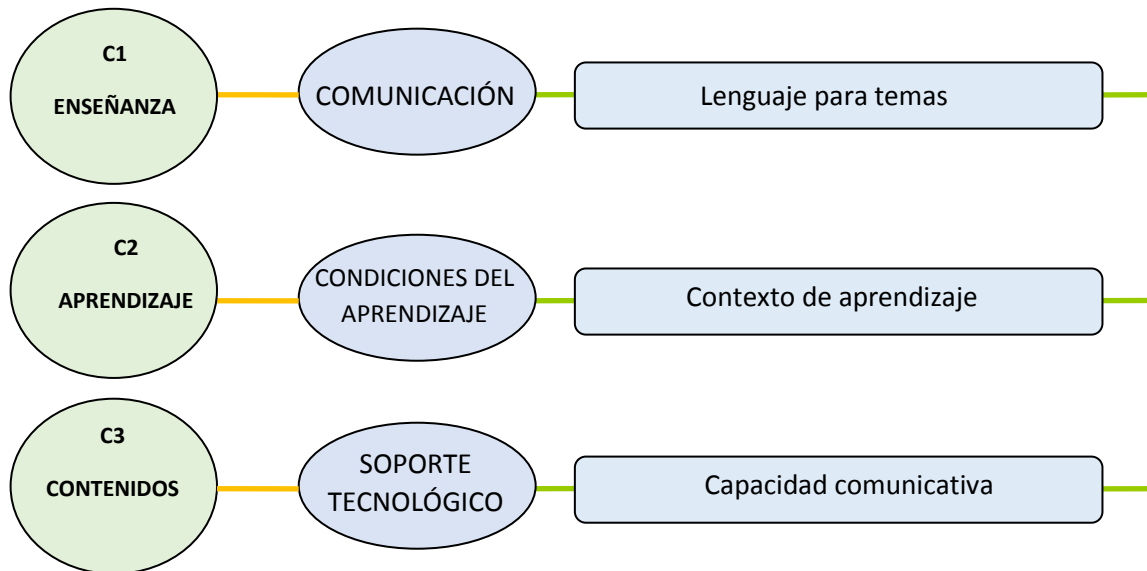 C1
ENSEÑANZA
COMUNICACIÓN
Lenguaje para temas
C2
APRENDIZAJE
CONDICIONES DEL
APRENDIZAJE
Contexto de aprendizaje
C3
CONTENIDOS
SOPORTE
TECNOLÓGICO
Capacidad comunicativa